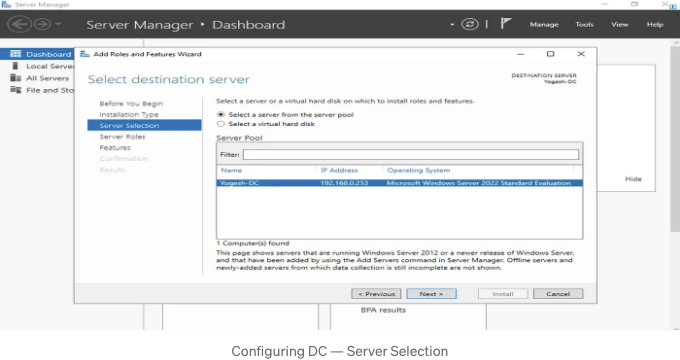 Server Manager
Server Manager • Dashboard
Manage Tools View Help
Dashboard
Local Serve
All Servers
File and Sto
Add Roles and Features Wizard
Select destination server
DESTINATION SERVER
Yogesh-DC
Before You Begin
Installation Type
Server Selection
Server Roles
Features
Confirmation
Results
Select a server or a virtual hard disk on which to install roles and features.
Select a server from the server pool
Select a virtual hard disk
Server Pool
Filter:
Name IP Address Operating System
Yogesh-DC 192.168.0.253 Microsoft Windows Server 2022 Standard Evaluation
1 Computer(s) found
This page shows servers that are running Windows Server 2012 or a newer release of Windows Server,
and that have been added by using the Add Servers command in Server Manager. Offline servers and
newly-added servers from which data collection is still incomplete are not shown.
Hide
< Previous Next > Install Cancel
BPA results
Configuring DC — Server Selection